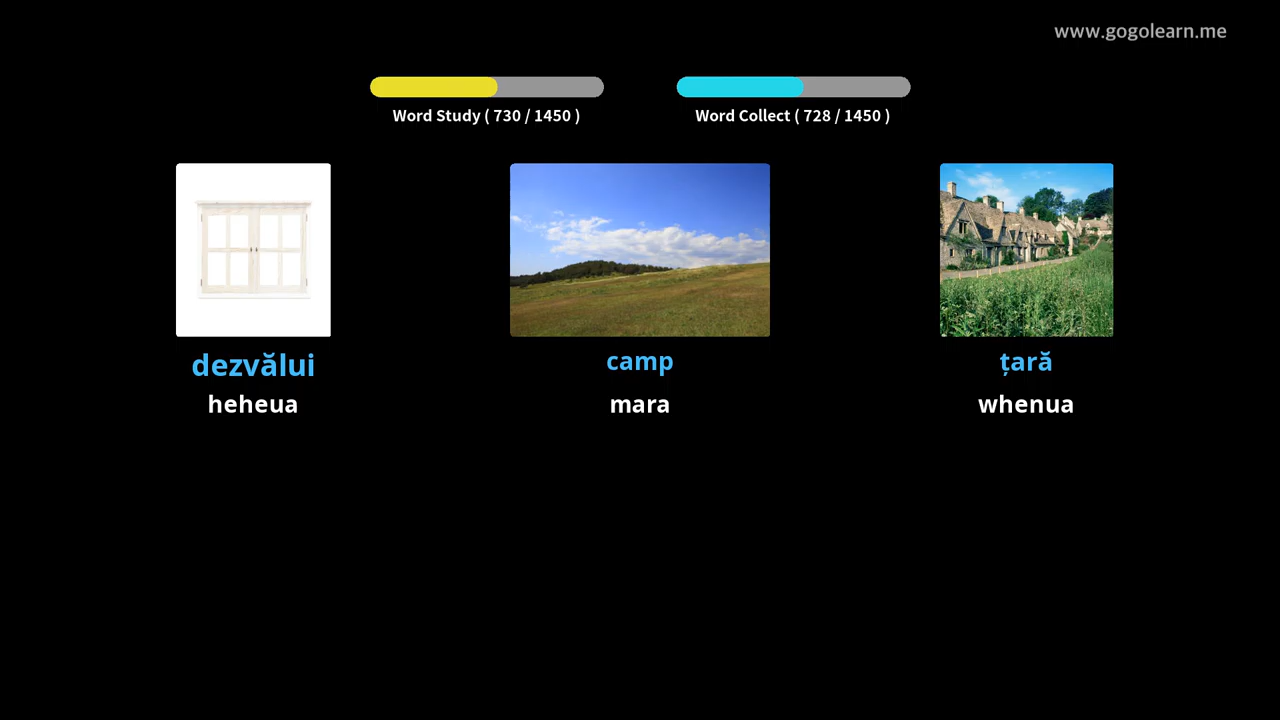 www.gogolearn.me
Word Study ( 730 / 1450 )
Word Collect ( 728 / 1450 )
dezvălui
camp
țară
heheua
mara
whenua